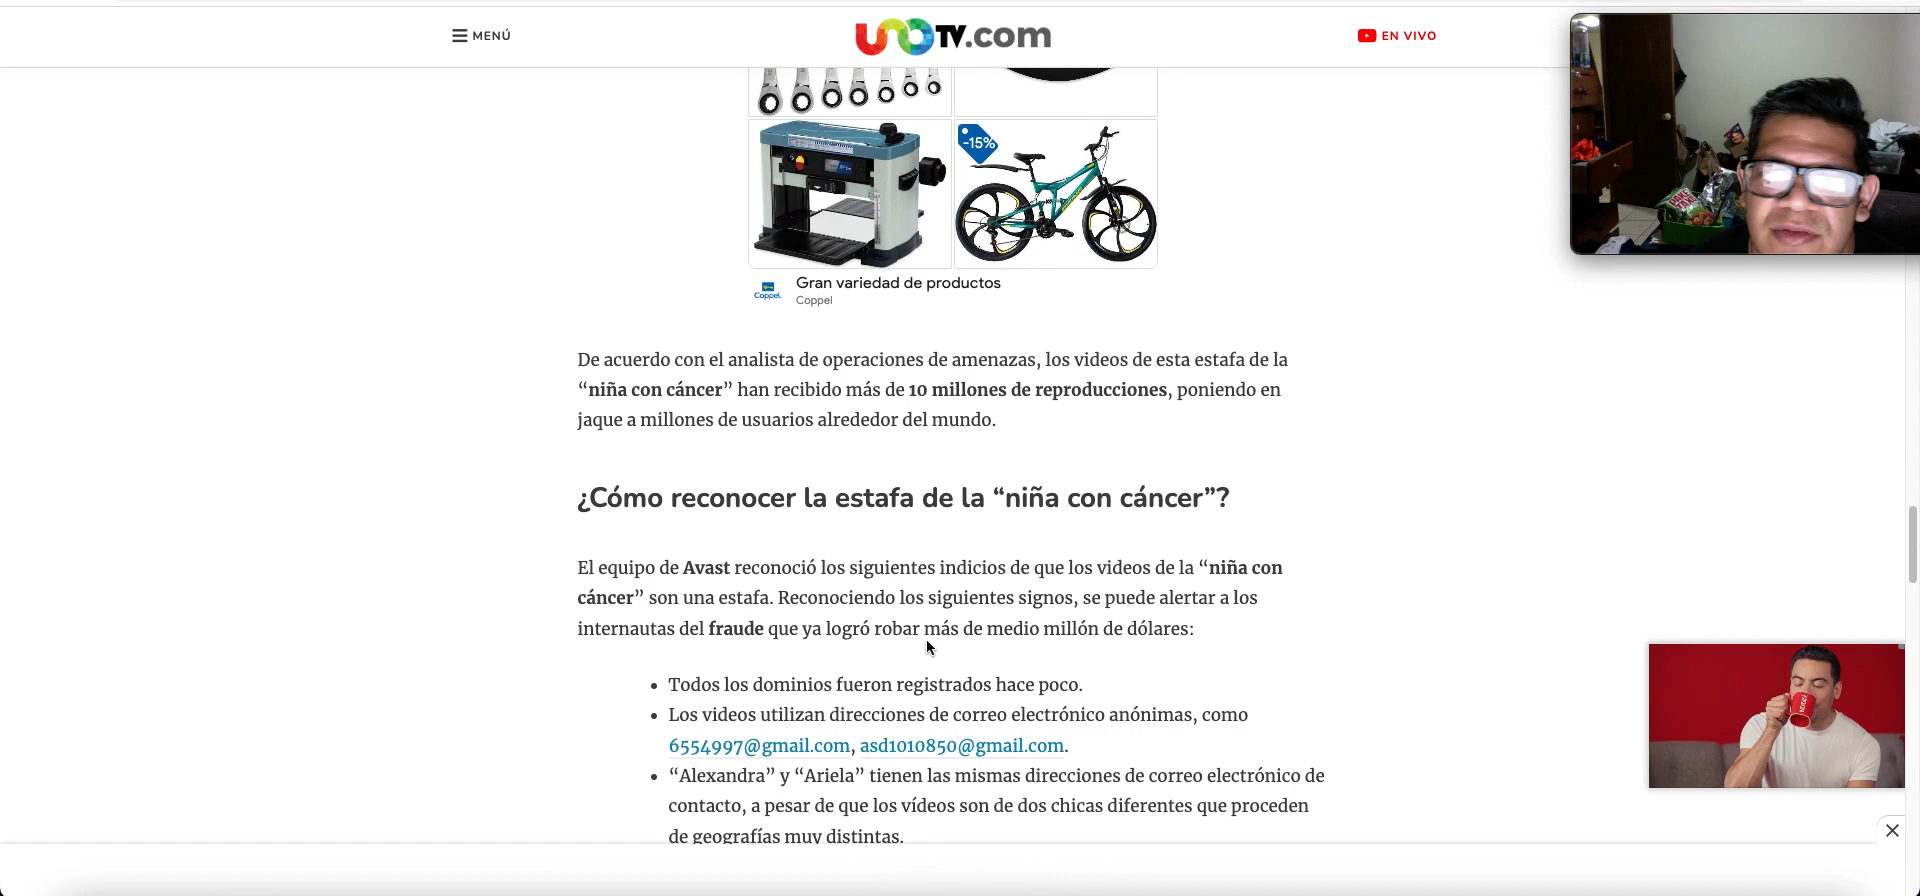 MENÚ
unoTV.com
EN VIVO
-15%
Gran variedad de productos
Coppel
Coppel
De acuerdo con el analista de operaciones de amenazas, los videos de esta estafa de la
“niña con cáncer” han recibido más de 10 millones de reproducciones, poniendo en
jaque a millones de usuarios alrededor del mundo.
¿Cómo reconocer la estafa de la “niña con cáncer”?
El equipo de Avast reconoció los siguientes indicios de que los videos de la “niña con
cáncer” son una estafa. Reconociendo los siguientes signos, se puede alertar a los
internautas del fraude que ya logró robar más de medio millón de dólares:
• Todos los dominios fueron registrados hace poco.
• Los videos utilizan direcciones de correo electrónico anónimas, como
6554997@gmail.com, asd1010850@gmail.com.
• “Alexandra” y “Ariela” tienen las mismas direcciones de correo electrónico de
contacto, a pesar de que los vídeos son de dos chicas diferentes que proceden
de geografías muy distintas.